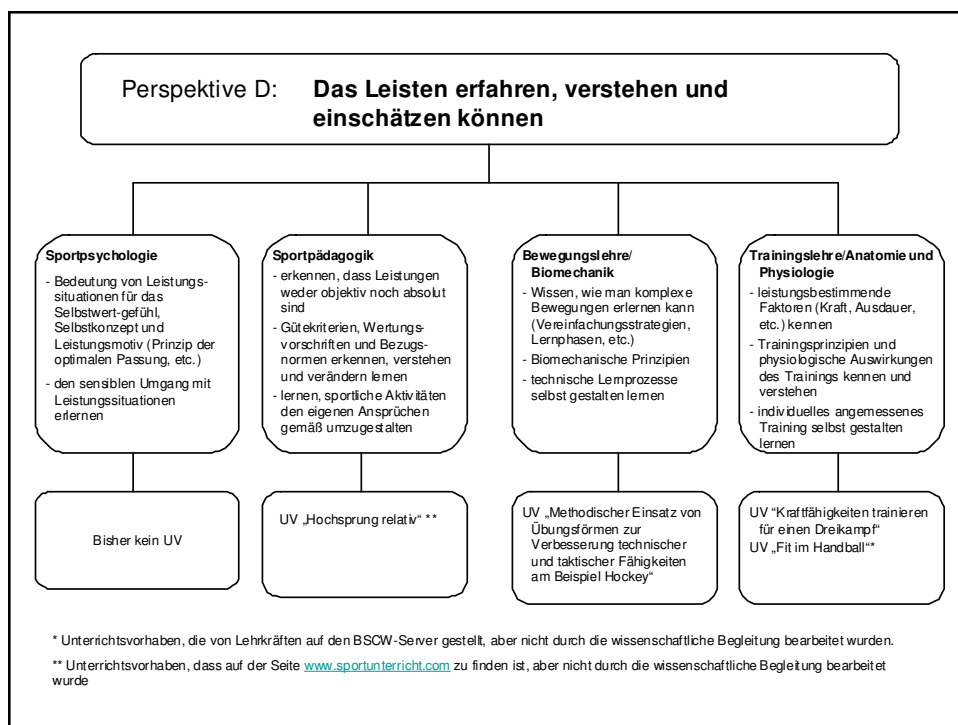 Perspektive D: Das Leisten erfahren, verstehen und
einschätzen können
Sportpsychologie
- Bedeutung von Leistungs-
situationen für das
Selbstwert-gefühl,
Selbstkonzept und
Leistungsmotiv (Prinzip der
optimalen Passung, etc.)
- den sensiblen Umgang mit
Leistungssituationen
erlernen
Sportpädagogik
- erkennen, dass Leistungen
weder objektiv noch absolut
sind
- Gütekriterien, Wertungs-
vorschriften und Bezugs-
normen erkennen, verstehen
und verändern lernen
- lernen, sportliche Aktivitäten
den eigenen Ansprüchen
gemäß umzugestalten
Bewegungslehre/
Biomechanik
- Wissen, wie man komplexe
Bewegungen erlernen kann
(Vereinfachungsstrategien,
Lernphasen, etc.)
- Biomechanische Prinzipien
- technische Lernprozesse
selbst gestalten lernen
Trainingslehre/Anatomie und
Physiologie
- leistungsbestimmende
Faktoren (Kraft, Ausdauer,
etc.) kennen
- Trainingsprinzipien und
physiologische Auswirkungen
des Trainings kennen und
verstehen
- individuelles angemessenes
Training selbst gestalten
lernen
Bisher kein UV
UV „Hochsprung relativ“ **
UV „Methodischer Einsatz von
Übungsförmen zur
Verbesserung technischer
und taktischer Fähigkeiten
am Beispiel Hockey“
UV “Kraftfähigkeiten trainieren
für einen Dreikampf“
UV „Fit im Handball“*
* Unterrichtsvorhaben, die von Lehrkräften auf den BSCW-Server gestellt, aber nicht durch die wissenschaftliche Begleitung bearbeitet wurden.
** Unterrichtsvorhaben, dass auf der Seite www.sportunterricht.com zu finden ist, aber nicht durch die wissenschaftliche Begleitung bearbeitet
wurde